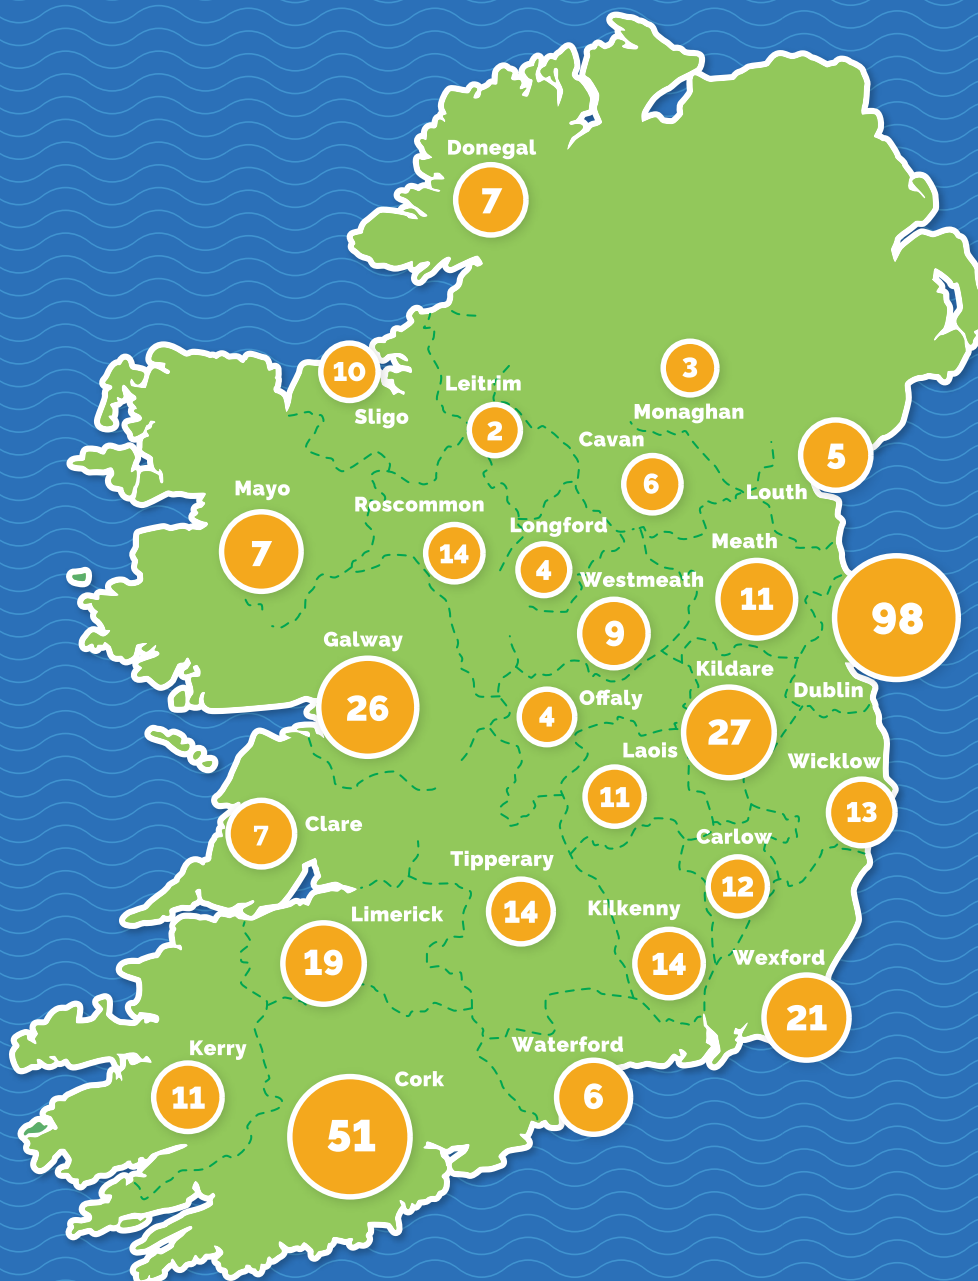 Donegal
7
10
Sligo
Leitrim
2
3
Monaghan
Cavan
6
5
Louth
Mayo
7
Roscommon
14
Longford
4
Meath
11
Westmeath
9
98
Dublin
Galway
26
Offaly
4
Kildare
27
Laois
11
Wicklow
13
7
Clare
Carlow
12
Tipperary
14
Kilkenny
14
Limerick
19
Wexford
21
Kerry
11
Cork
51
Waterford
6